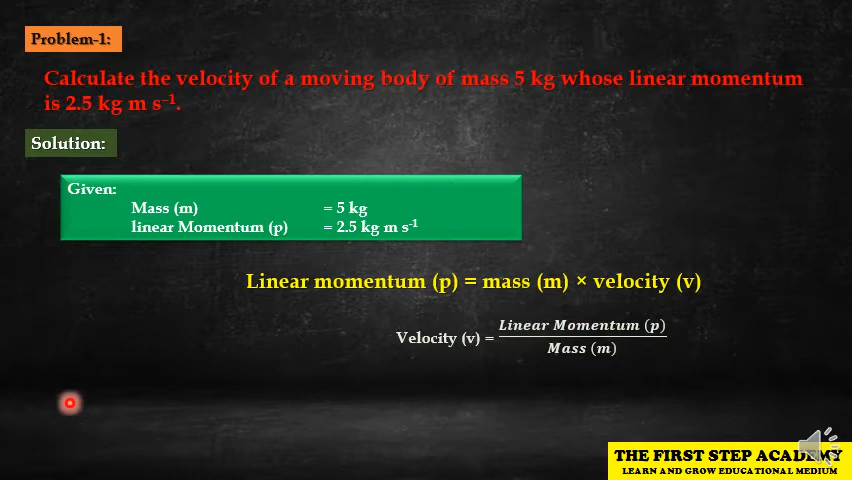 Problem-1:
Calculate the velocity of a moving body of mass 5 kg whose linear momentum
is 2.5 kg m s⁻¹.
Solution:
Given:
Mass (m) = 5 kg
linear Momentum (p) = 2.5 kg m s⁻¹
Linear momentum (p) = mass (m) × velocity (v)
Velocity (v) = Linear Momentum (p) / Mass (m)
THE FIRST STEP ACADEMY
LEARN AND GROW EDUCATIONAL MEDIUM